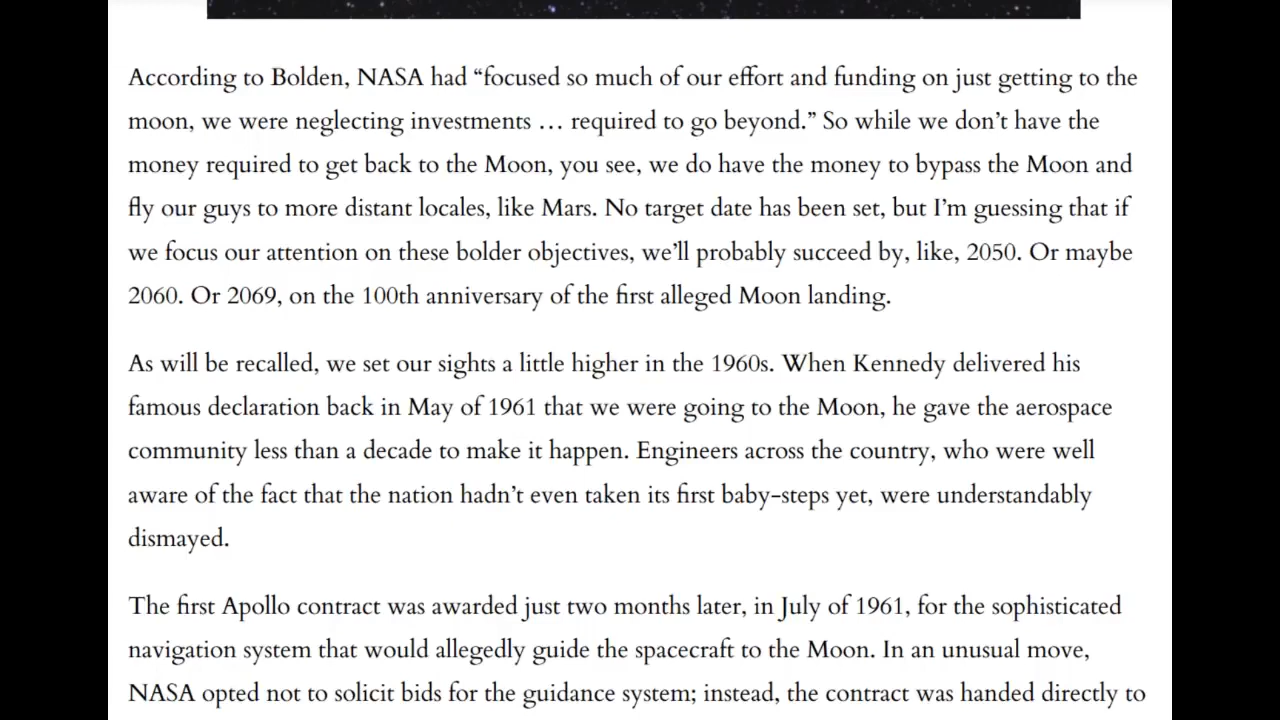 According to Bolden, NASA had “focused so much of our effort and funding on just getting to the
moon, we were neglecting investments … required to go beyond.” So while we don’t have the
money required to get back to the Moon, you see, we do have the money to bypass the Moon and
fly our guys to more distant locales, like Mars. No target date has been set, but I’m guessing that if
we focus our attention on these bolder objectives, we’ll probably succeed by, like, 2050. Or maybe
2060. Or 2069, on the 100th anniversary of the first alleged Moon landing.
As will be recalled, we set our sights a little higher in the 1960s. When Kennedy delivered his
famous declaration back in May of 1961 that we were going to the Moon, he gave the aerospace
community less than a decade to make it happen. Engineers across the country, who were well
aware of the fact that the nation hadn’t even taken its first baby-steps yet, were understandably
dismayed.
The first Apollo contract was awarded just two months later, in July of 1961, for the sophisticated
navigation system that would allegedly guide the spacecraft to the Moon. In an unusual move,
NASA opted not to solicit bids for the guidance system; instead, the contract was handed directly to